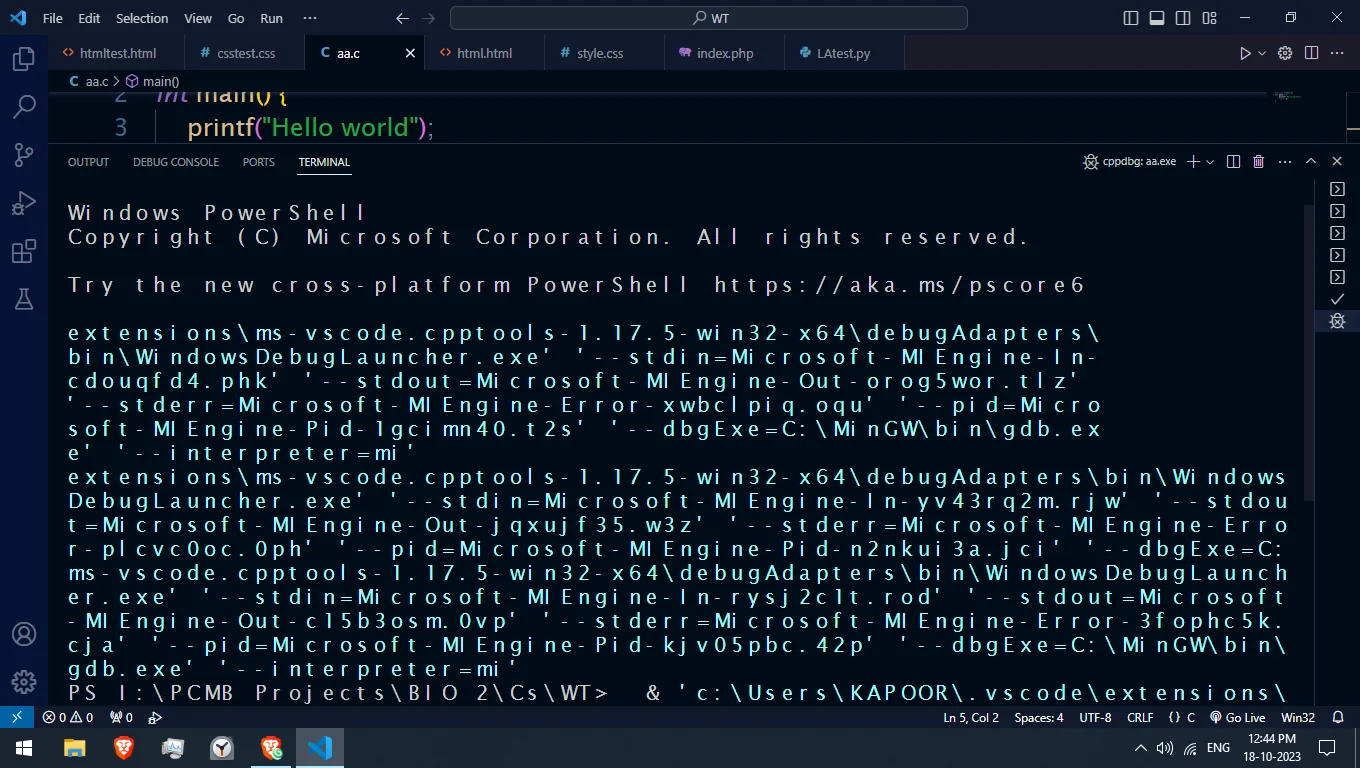 File Edit Selection View Go Run ··· WT
htmltest.html # csstest.css C aa.c html.html # style.css index.php LAtest.py
C aa.c > main()
2 int main() {
3 printf("Hello world");
OUTPUT DEBUG CONSOLE PORTS TERMINAL cppdbg: aa.exe
Windows PowerShell
Copyright (C) Microsoft Corporation. All rights reserved.
Try the new cross-platform PowerShell https://aka.ms/pscore6
extensions\ms-vscode.cpptools-1.17.5-win32-x64\debugAdapters\
bin\WindowsDebugLauncher.exe' '--stdin=Microsoft-MIEngine-In-
cdouqfd4.phk' '--stdout=Microsoft-MIEngine-Out-orog5wor.tlz'
'--stderr=Microsoft-MIEngine-Error-xwbclpiq.oqu' '--pid=Micro
soft-MIEngine-Pid-1gcimn40.t2s' '--dbgExe=C:\MinGW\bin\gdb.ex
e' '--interpreter=mi'
extensions\ms-vscode.cpptools-1.17.5-win32-x64\debugAdapters\bin\Windows
DebugLauncher.exe' '--stdin=Microsoft-MIEngine-In-yv43rq2m.rjw' '--stdou
t=Microsoft-MIEngine-Out-jqxujf35.w3z' '--stderr=Microsoft-MIEngine-Erro
r-plcvc0oc.0ph' '--pid=Microsoft-MIEngine-Pid-n2nkui3a.jci' '--dbgExe=C:
ms-vscode.cpptools-1.17.5-win32-x64\debugAdapters\bin\WindowsDebugLaunch
er.exe' '--stdin=Microsoft-MIEngine-In-rysj2c1t.rod' '--stdout=Microsoft
-MIEngine-Out-c15b3osm.0vp' '--stderr=Microsoft-MIEngine-Error-3fophc5k.
cja' '--pid=Microsoft-MIEngine-Pid-kjv05pbc.42p' '--dbgExe=C:\MinGW\bin\
gdb.exe' '--interpreter=mi'
PS I:\PCMB Projects\BIO 2\Cs\WT> & 'c:\Users\KAPOOR\.vscode\extensions\
0 0 0 Ln 5, Col 2 Spaces: 4 UTF-8 CRLF {} C Go Live Win32
ENG 12:44 PM
18-10-2023